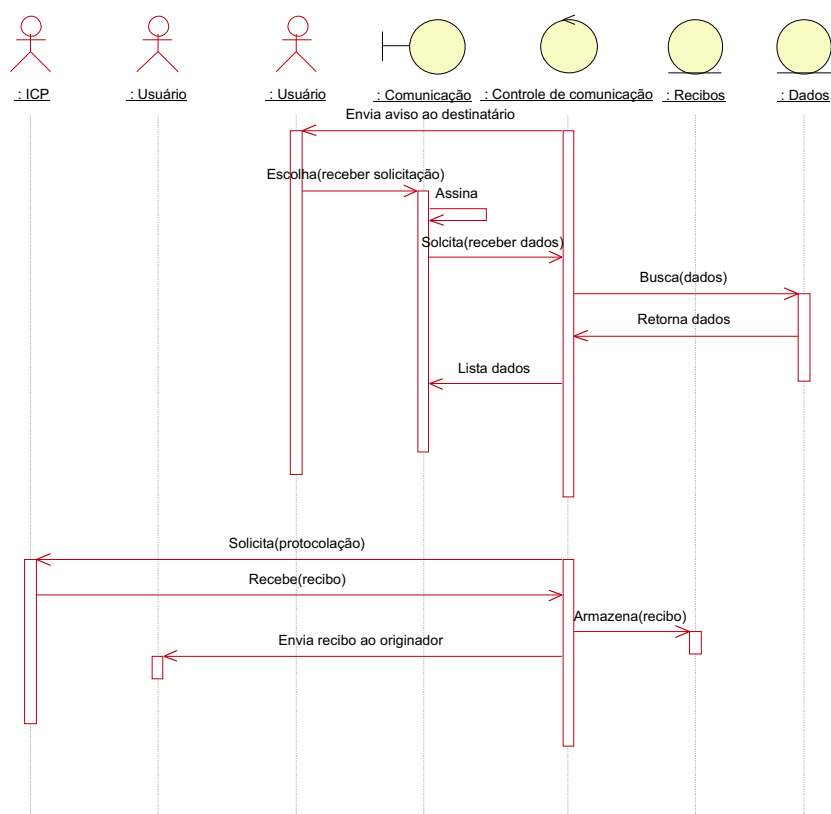 : ICP
: Usuário
: Usuário
: Comunicação
: Controle de comunicação
: Recibos
: Dados
Envia aviso ao destinatário
Escolha(receber solicitação)
Assina
Solcita(receber dados)
Busca(dados)
Retorna dados
Lista dados
Solicita(protocolação)
Recebe(recibo)
Armazena(recibo)
Envia recibo ao originador